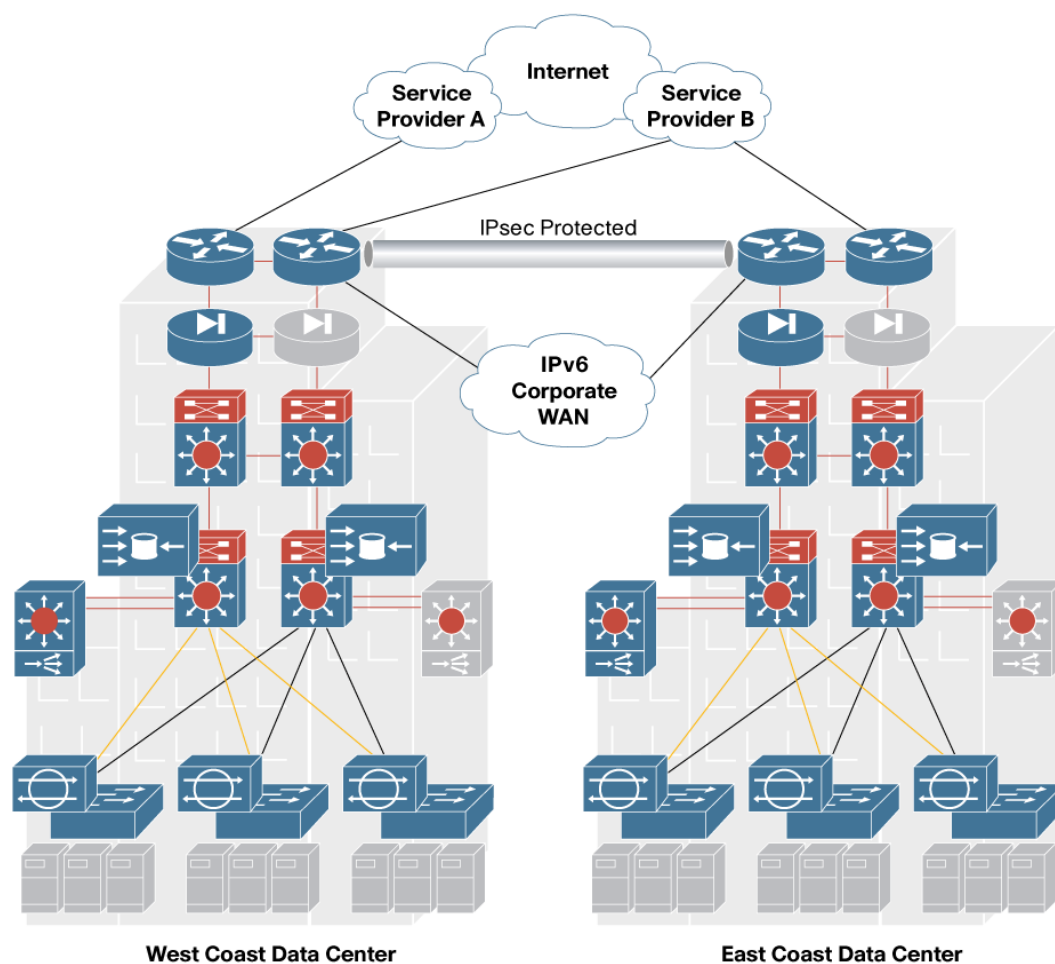 Internet
Service
Provider A
Service
Provider B
IPsec Protected
IPv6
Corporate
WAN
West Coast Data Center
East Coast Data Center